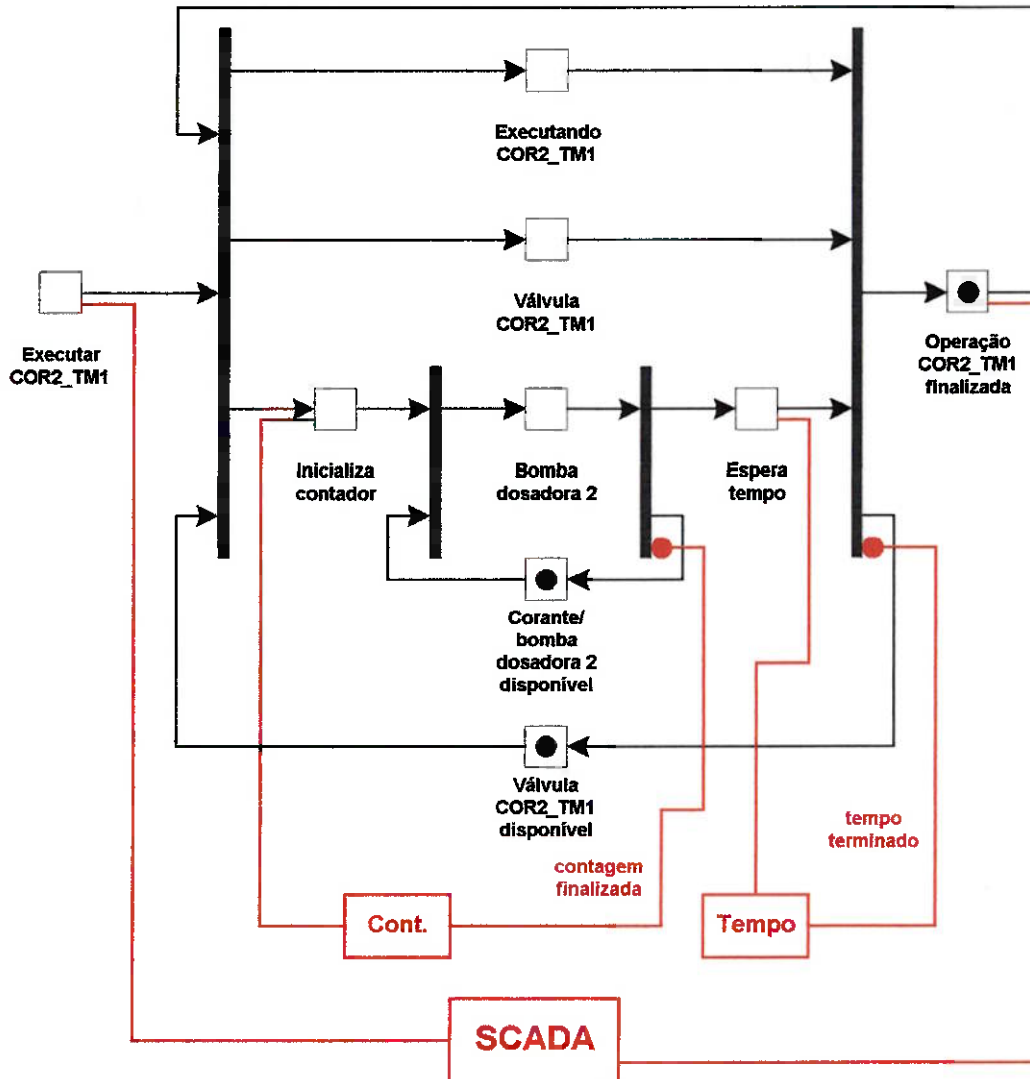 Executando
COR2_TM1
Válvula
COR2_TM1
Executar
COR2_TM1
Operação
COR2_TM1
finalizada
Inicializa
contador
Bomba
dosadora 2
Espera
tempo
Corante/
bomba
dosadora 2
disponível
Válvula
COR2_TM1
disponível
contagem
finalizada
tempo
terminado
Cont.
Tempo
SCADA